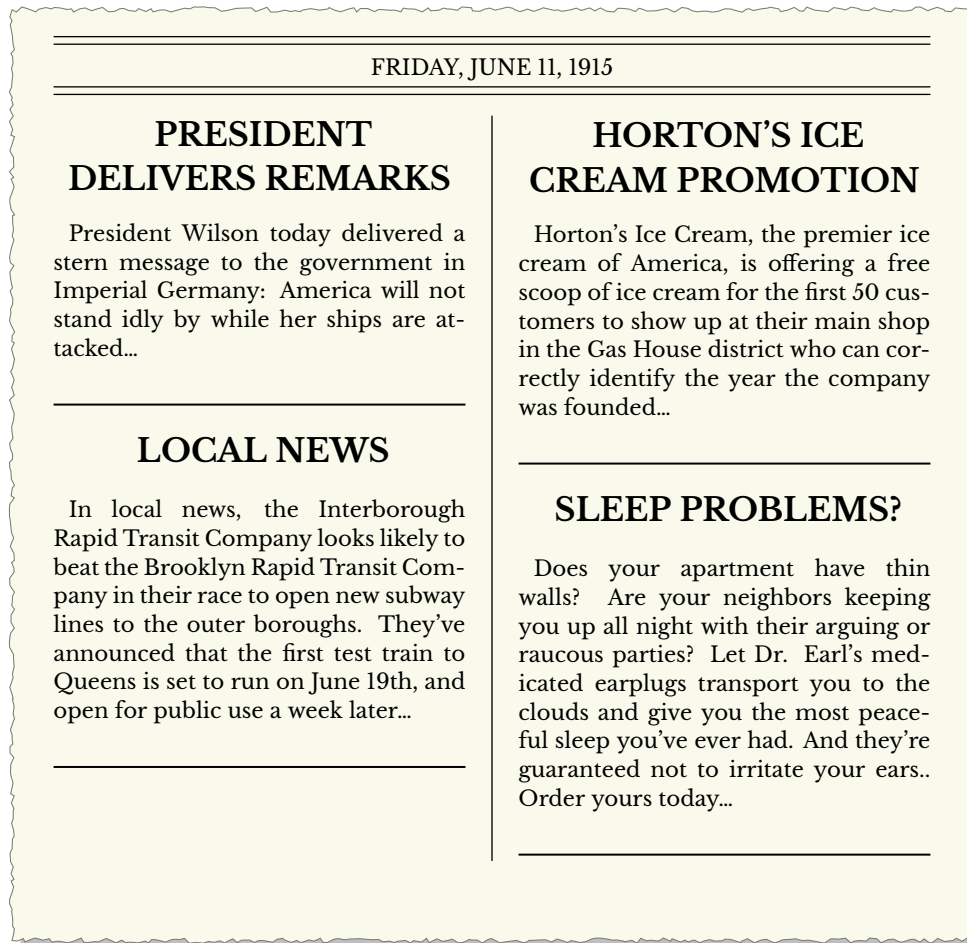 FRIDAY, JUNE 11, 1915
PRESIDENT
DELIVERS REMARKS
President Wilson today delivered a
stern message to the government in
Imperial Germany: America will not
stand idly by while her ships are at-
tacked...
LOCAL NEWS
In local news, the Interborough
Rapid Transit Company looks likely to
beat the Brooklyn Rapid Transit Com-
pany in their race to open new subway
lines to the outer boroughs. They've
announced that the first test train to
Queens is set to run on June 19th, and
open for public use a week later...
HORTON'S ICE
CREAM PROMOTION
Horton's Ice Cream, the premier ice
cream of America, is offering a free
scoop of ice cream for the first 50 cus-
tomers to show up at their main shop
in the Gas House district who can cor-
rectly identify the year the company
was founded...
SLEEP PROBLEMS?
Does your apartment have thin
walls? Are your neighbors keeping
you up all night with their arguing or
raucous parties? Let Dr. Earl's med-
icated earplugs transport you to the
clouds and give you the most peace-
ful sleep you've ever had. And they're
guaranteed not to irritate your ears..
Order yours today...